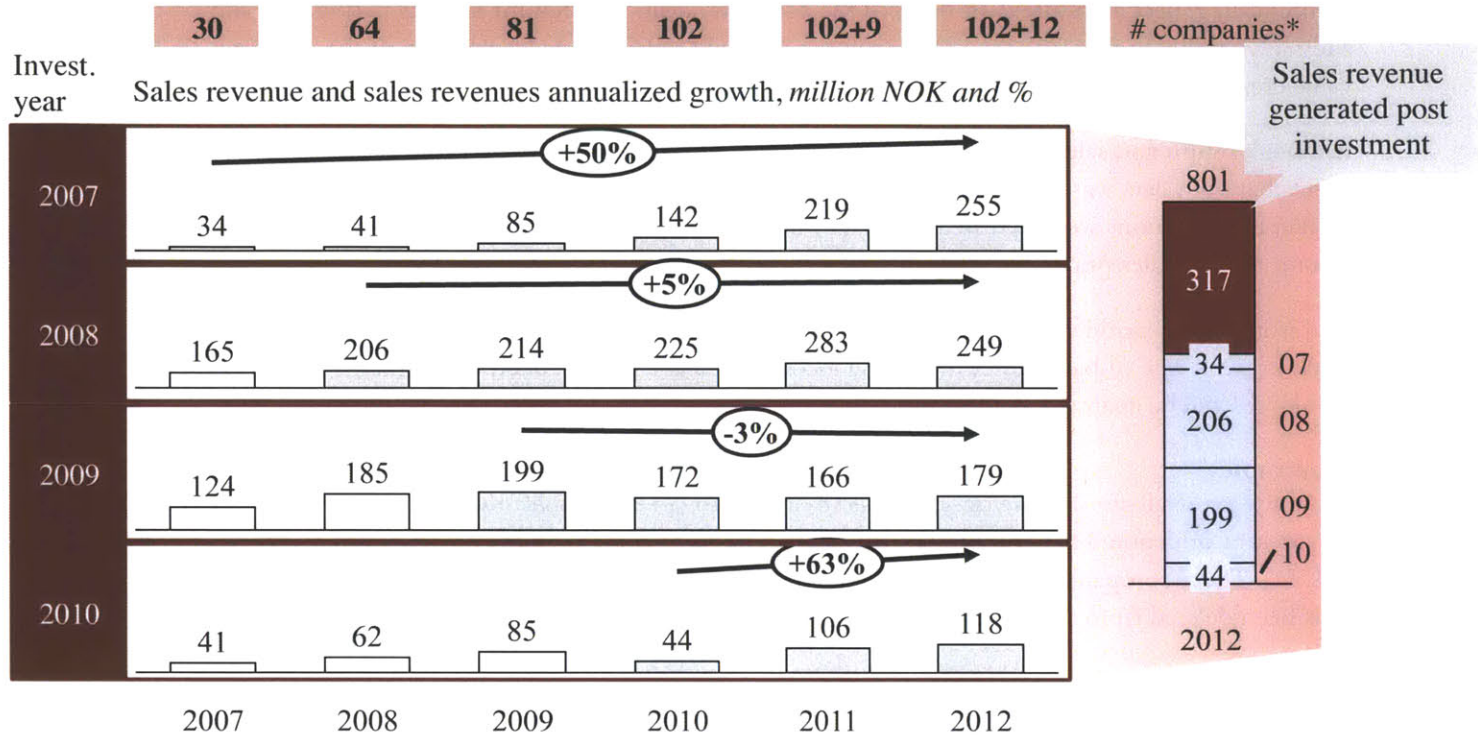 30 64 81 102 102+9 102+12 # companies*
Invest.
year
Sales revenue and sales revenues annualized growth, million NOK and %
Sales revenue
generated post
investment
2007
+50%
34 41 85 142 219 255
2008
+5%
165 206 214 225 283 249
2009
-3%
124 185 199 172 166 179
2010
+63%
41 62 85 44 106 118
2007 2008 2009 2010 2011 2012
801
317
34 07
206 08
199 09
44 10
2012